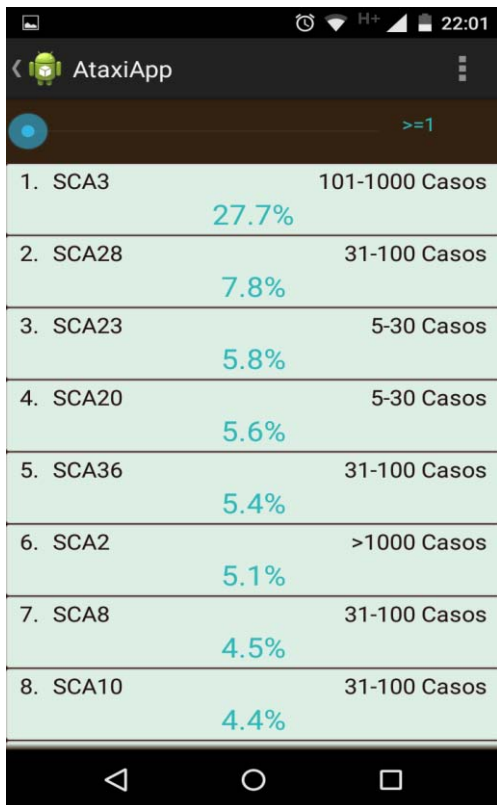 H+ 22:01
AtaxiApp
>=1
1. SCA3 101-1000 Casos
27.7%
2. SCA28 31-100 Casos
7.8%
3. SCA23 5-30 Casos
5.8%
4. SCA20 5-30 Casos
5.6%
5. SCA36 31-100 Casos
5.4%
6. SCA2 >1000 Casos
5.1%
7. SCA8 31-100 Casos
4.5%
8. SCA10 31-100 Casos
4.4%